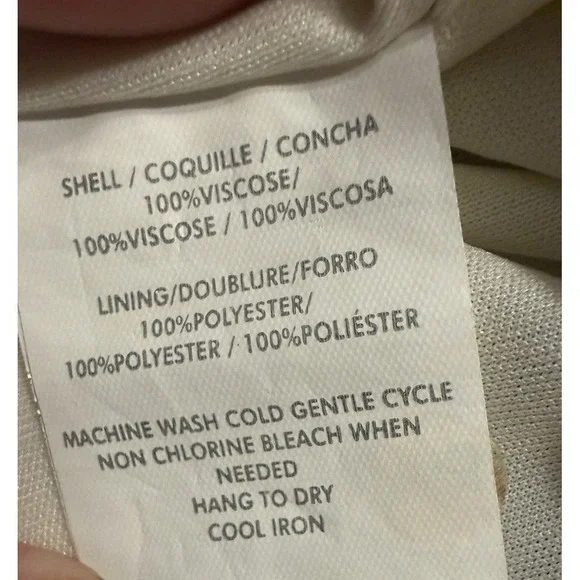 SHELL / COQUILLE / CONCHA
100%VISCOSE/
100%VISCOSE / 100%VISCOSA
LINING/DOUBLURE/FORRO
100%POLYESTER/
100%POLYESTER / 100%POLIÉSTER
MACHINE WASH COLD GENTLE CYCLE
NON CHLORINE BLEACH WHEN
NEEDED
HANG TO DRY
COOL IRON